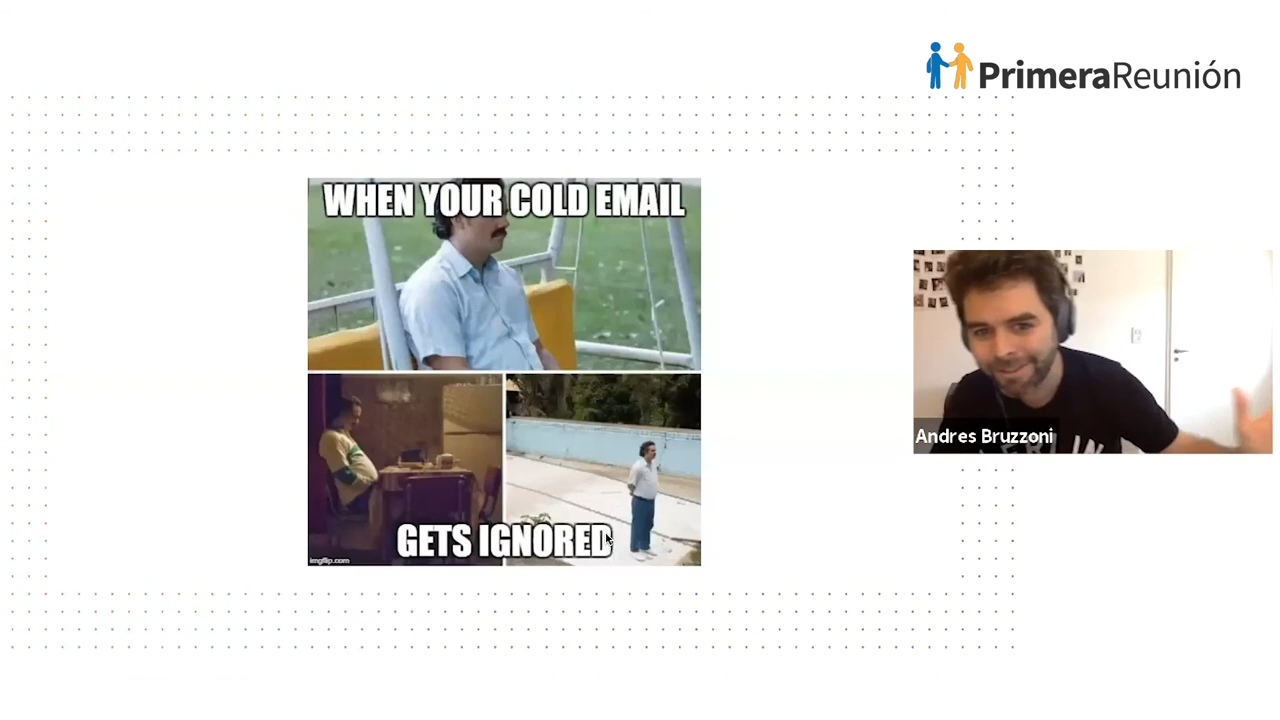 PrimeraReunión
WHEN YOUR COLD EMAIL
GETS IGNORED
imgflip.com
Andres Bruzzoni